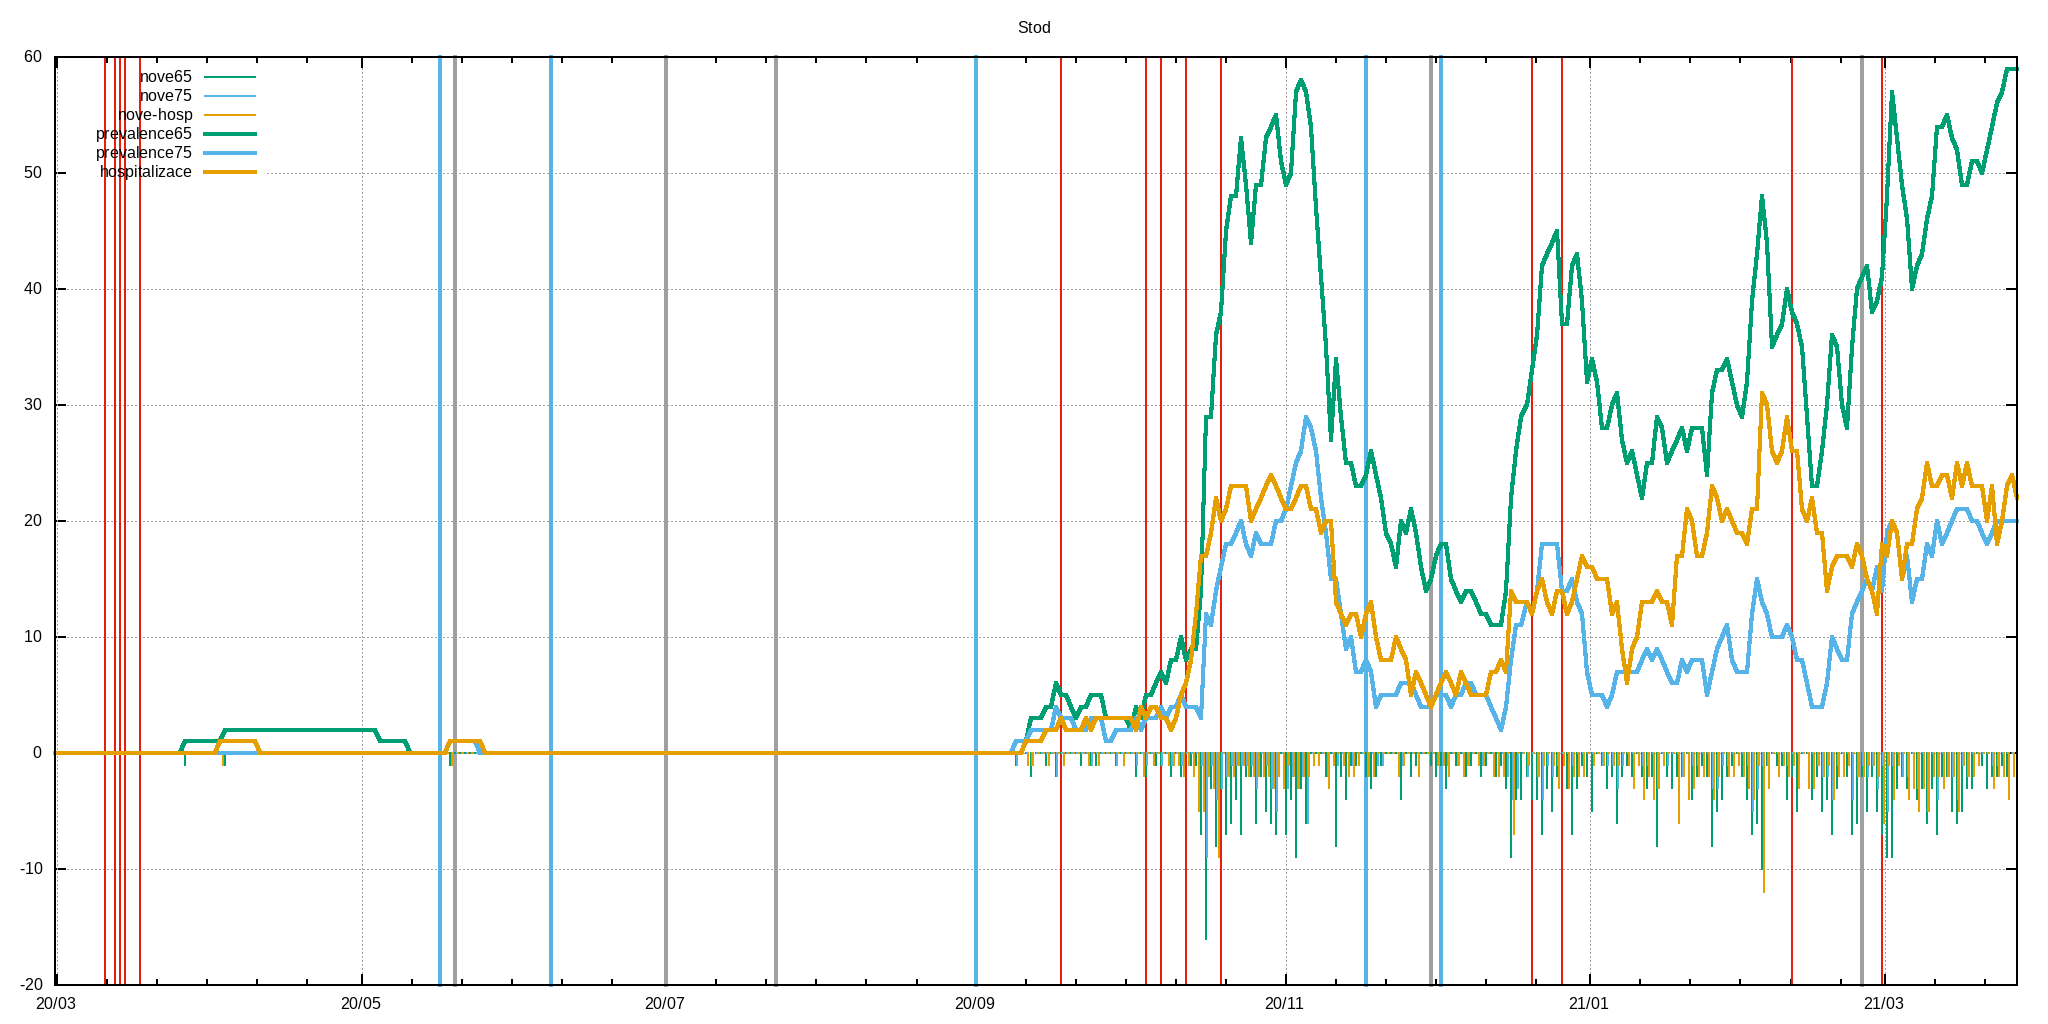 Stod
60
50
40
30
20
10
0
-10
-20
nove65
nove75
nove-hosp
prevalence65
prevalence75
hospitalizace
20/03 20/05 20/07 20/09 20/11 21/01 21/03